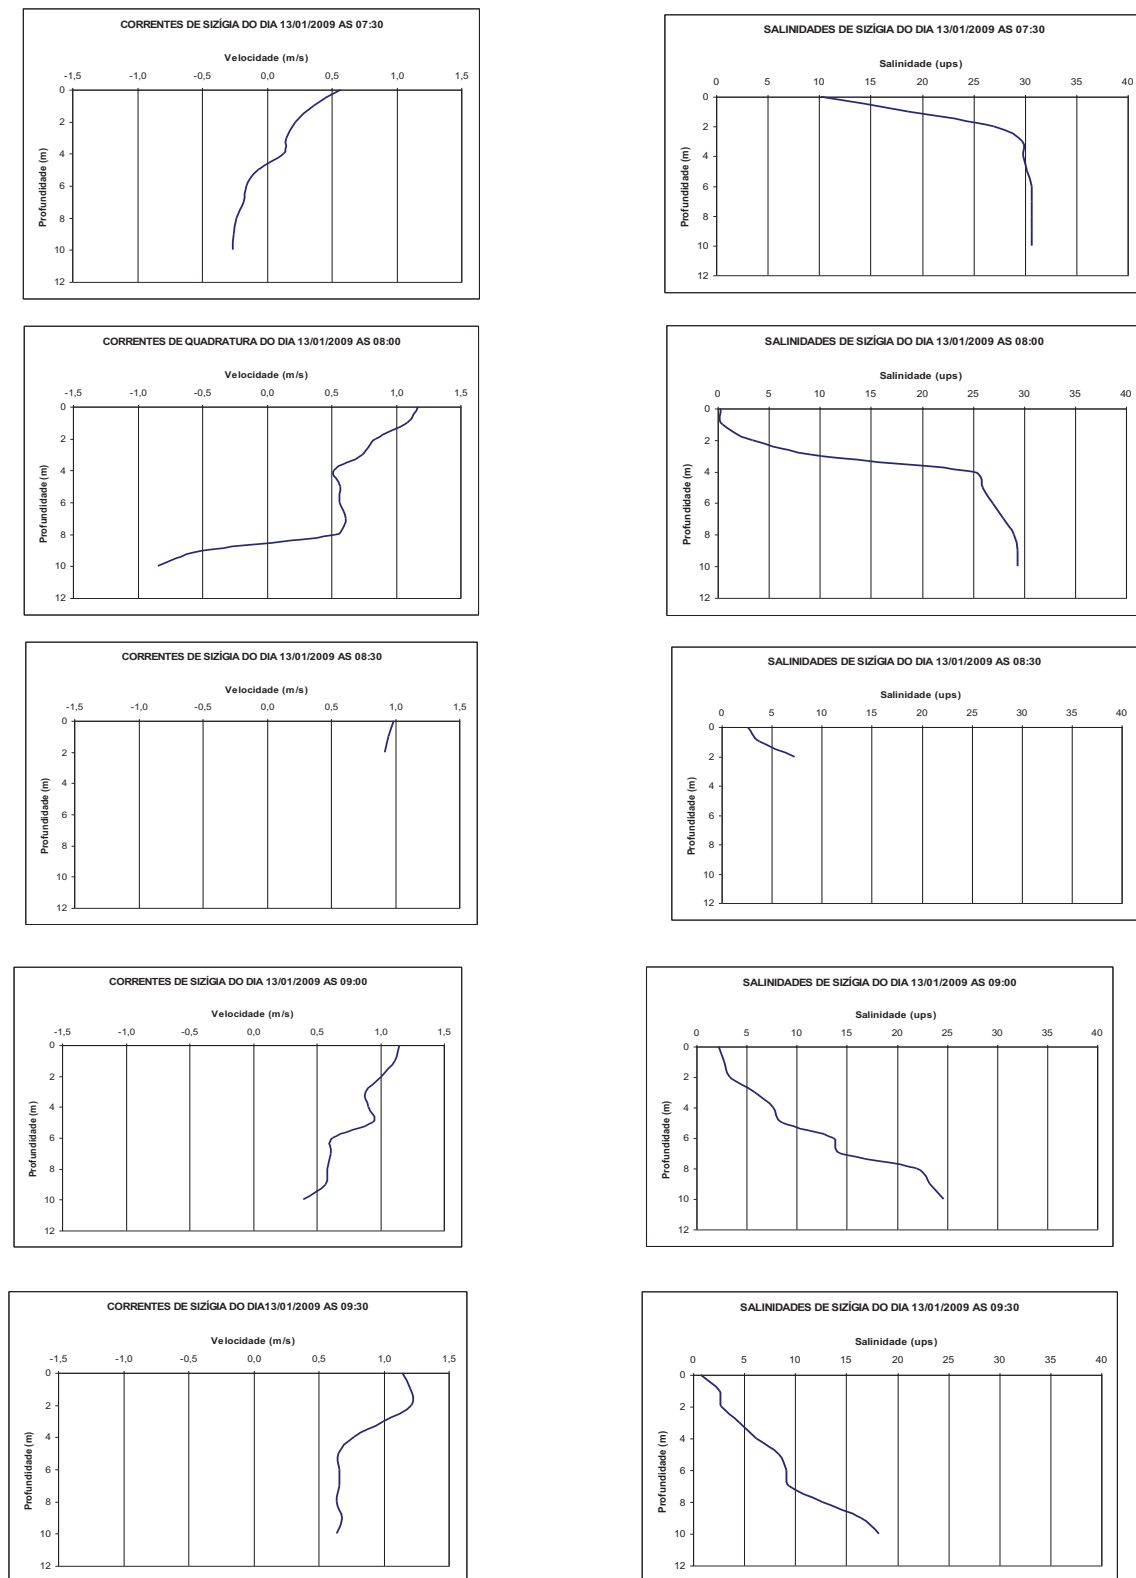 CORRENTES DE SIZÍGIA DO DIA 13/01/2009 AS 07:30
Velocidade (m/s)
-1,5 -1,0 -0,5 0,0 0,5 1,0 1,5
0
2
4
6
8
10
12
Profundidade (m)
SALINIDADES DE SIZÍGIA DO DIA 13/01/2009 AS 07:30
Salinidade (ups)
0 5 10 15 20 25 30 35 40
0
2
4
6
8
10
12
Profundidade (m)
CORRENTES DE QUADRATURA DO DIA 13/01/2009 AS 08:00
Velocidade (m/s)
-1,5 -1,0 -0,5 0,0 0,5 1,0 1,5
0
2
4
6
8
10
12
Profundidade (m)
SALINIDADES DE SIZÍGIA DO DIA 13/01/2009 AS 08:00
Salinidade (ups)
0 5 10 15 20 25 30 35 40
0
2
4
6
8
10
12
Profundidade (m)
CORRENTES DE SIZÍGIA DO DIA 13/01/2009 AS 08:30
Velocidade (m/s)
-1,5 -1,0 -0,5 0,0 0,5 1,0 1,5
0
2
4
6
8
10
12
Profundidade (m)
SALINIDADES DE SIZÍGIA DO DIA 13/01/2009 AS 08:30
Salinidade (ups)
0 5 10 15 20 25 30 35 40
0
2
4
6
8
10
12
Profundidade (m)
CORRENTES DE SIZÍGIA DO DIA 13/01/2009 AS 09:00
Velocidade (m/s)
-1,5 -1,0 -0,5 0,0 0,5 1,0 1,5
0
2
4
6
8
10
12
Profundidade (m)
SALINIDADES DE SIZÍGIA DO DIA 13/01/2009 AS 09:00
Salinidade (ups)
0 5 10 15 20 25 30 35 40
0
2
4
6
8
10
12
Profundidade (m)
CORRENTES DE SIZÍGIA DO DIA13/01/2009 AS 09:30
Velocidade (m/s)
-1,5 -1,0 -0,5 0,0 0,5 1,0 1,5
0
2
4
6
8
10
12
Profundidade (m)
SALINIDADES DE SIZÍGIA DO DIA 13/01/2009 AS 09:30
Salinidade (ups)
0 5 10 15 20 25 30 35 40
0
2
4
6
8
10
12
Profundidade (m)